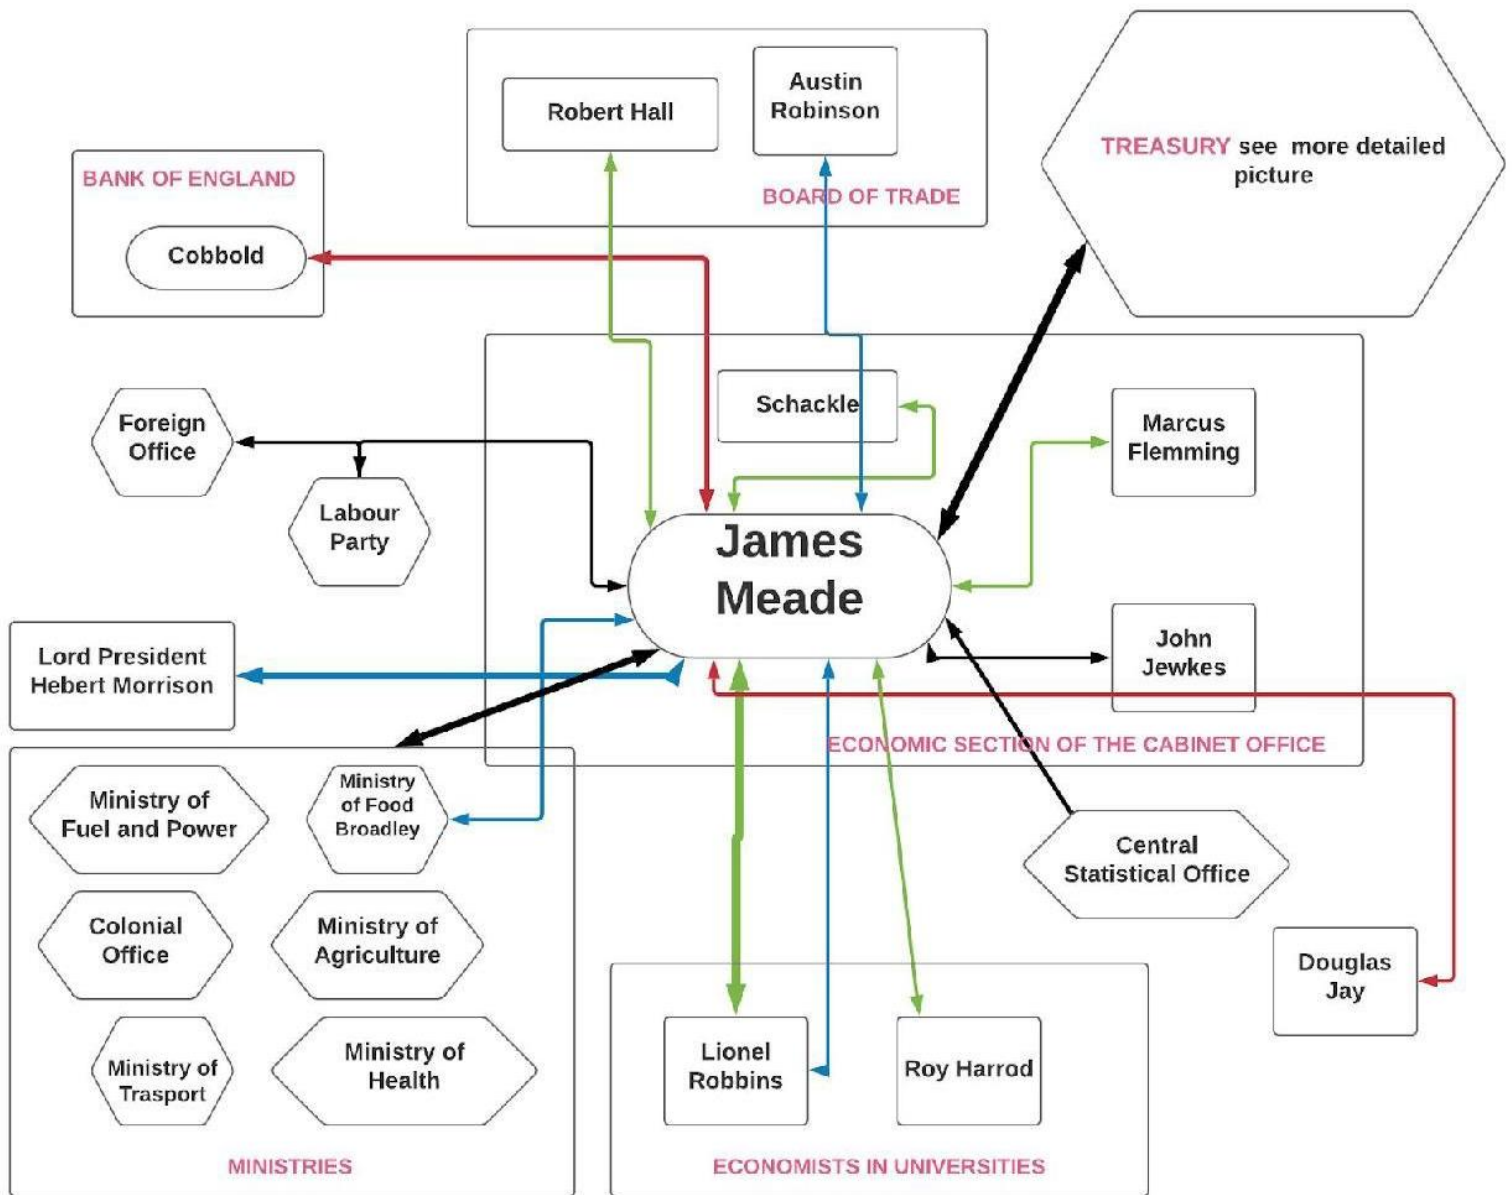 Robert Hall
Austin
Robinson
BOARD OF TRADE
TREASURY see more detailed
picture
BANK OF ENGLAND
Cobbold
Foreign
Office
Labour
Party
Schackle
Marcus
Flemming
James
Meade
John
Jewkes
ECONOMIC SECTION OF THE CABINET OFFICE
Lord President
Hebert Morrison
Ministry of
Fuel and Power
Ministry
of Food
Broadley
Colonial
Office
Ministry of
Agriculture
Ministry of
Trasport
Ministry of
Health
MINISTRIES
Central
Statistical Office
Douglas
Jay
Lionel
Robbins
Roy Harrod
ECONOMISTS IN UNIVERSITIES